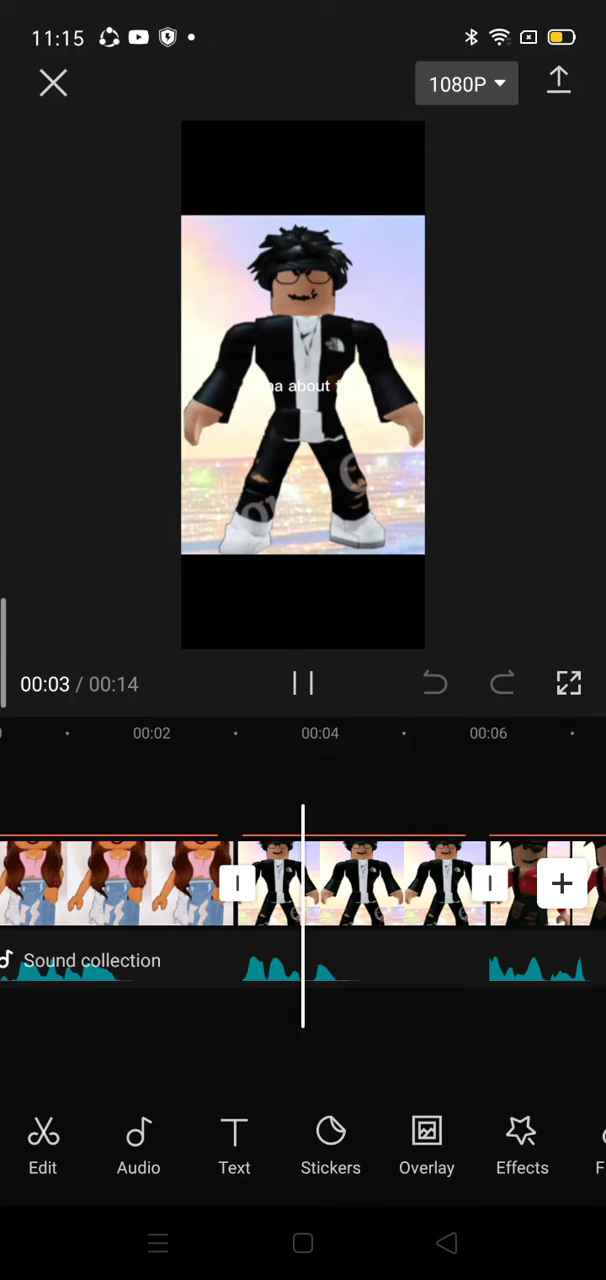 11:15
1080P
about
00:03 / 00:14
00:02
00:04
00:06
Sound collection
Edit
Audio
Text
Stickers
Overlay
Effects